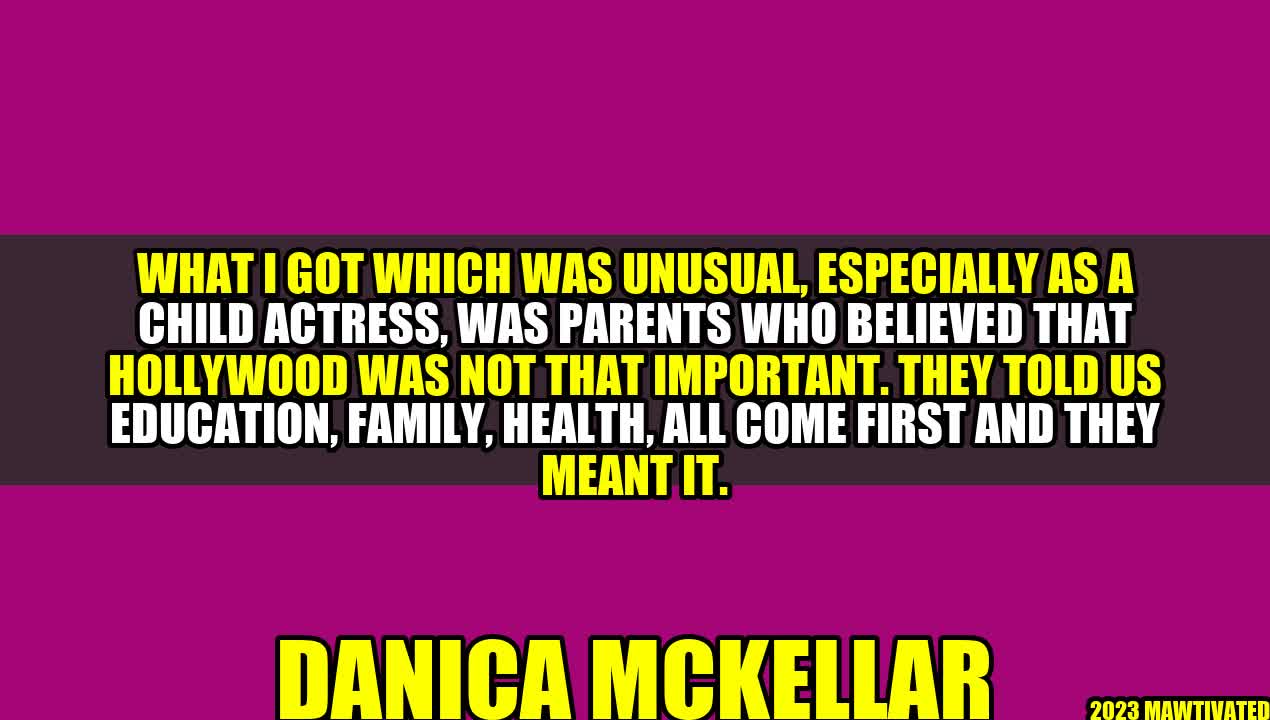 WHAT I GOT WHICH WAS UNUSUAL, ESPECIALLY AS A
CHILD ACTRESS, WAS PARENTS WHO BELIEVED THAT
HOLLYWOOD WAS NOT THAT IMPORTANT. THEY TOLD US
EDUCATION, FAMILY, HEALTH, ALL COME FIRST AND THEY
MEANT IT.
DANICA MCKELLAR
2023 MAWTIVATED